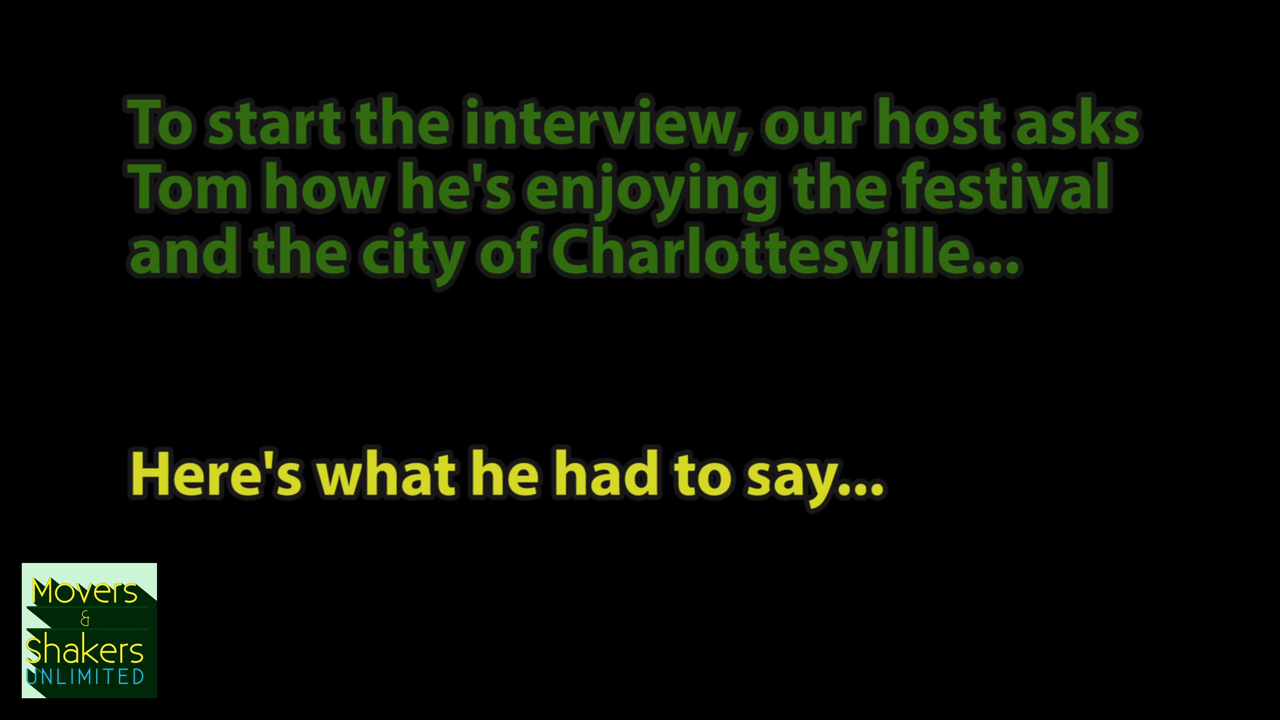 To start the interview, our host asks
Tom how he's enjoying the festival
and the city of Charlottesville...
Here's what he had to say...
Movers
&
Shakers
UNLIMITED